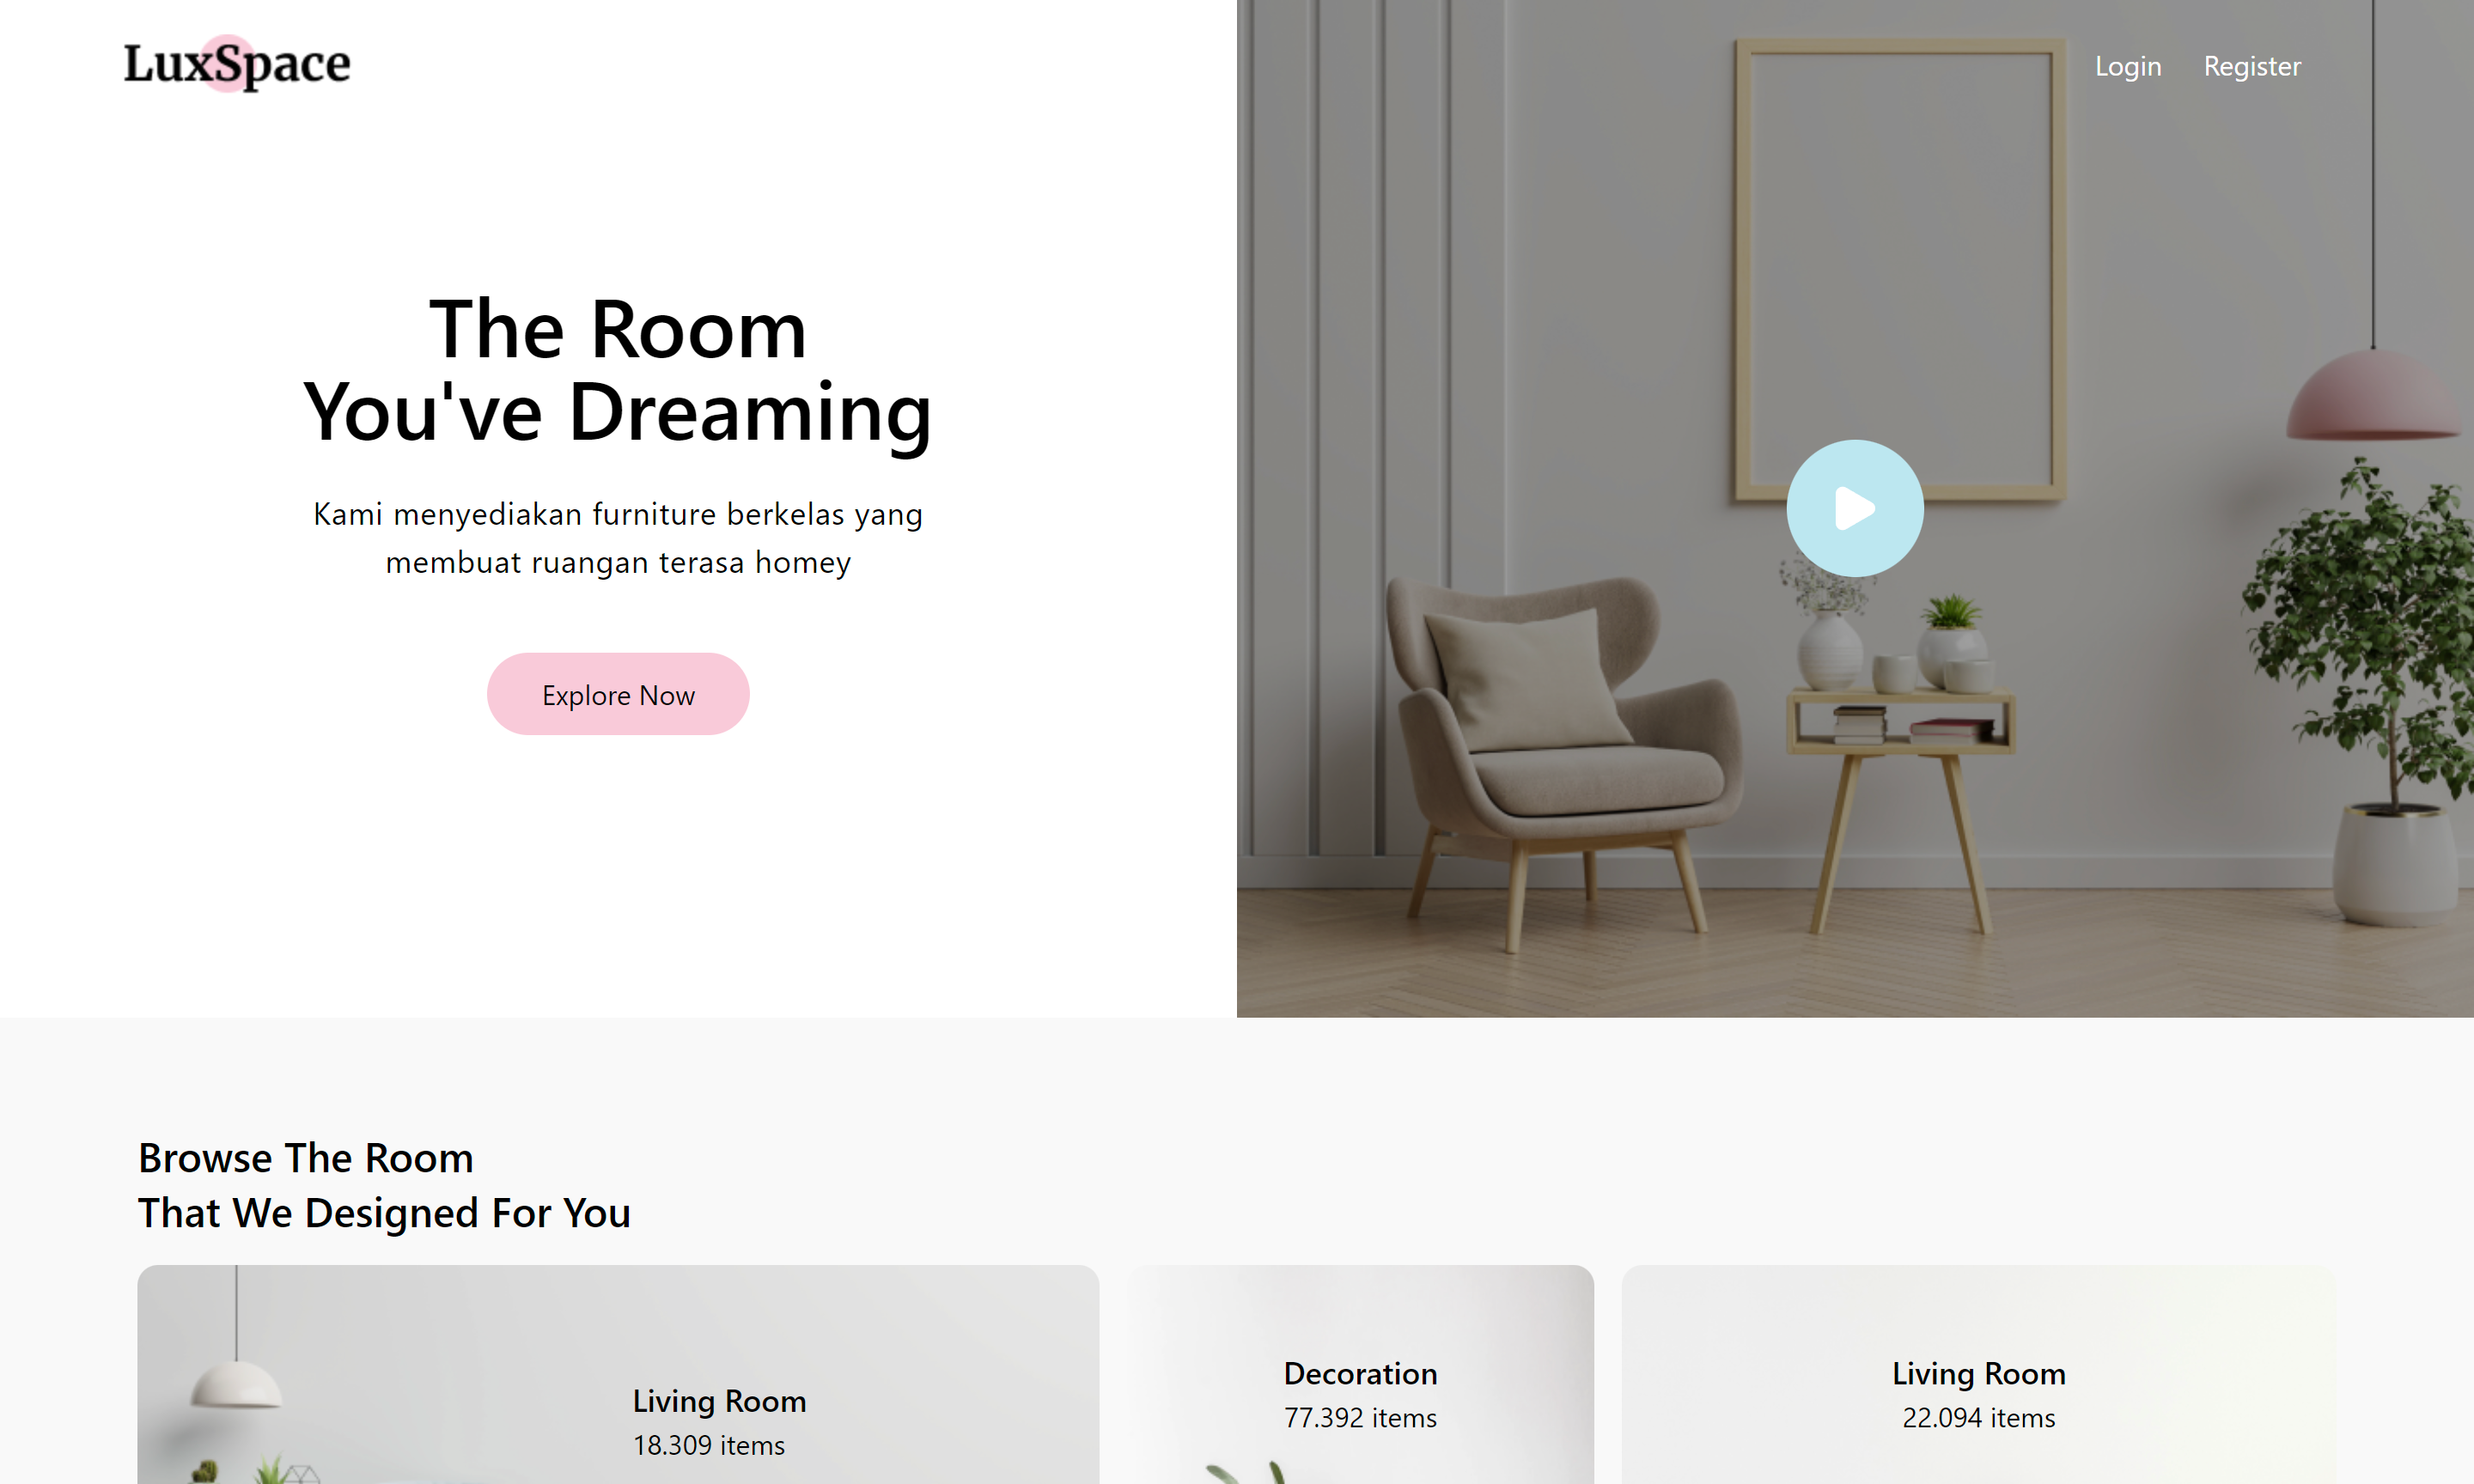 LuxSpace
Login
Register
The Room
You've Dreaming
Kami menyediakan furniture berkelas yang
membuat ruangan terasa homey
Explore Now
Browse The Room
That We Designed For You
Living Room
18.309 items
Decoration
77.392 items
Living Room
22.094 items